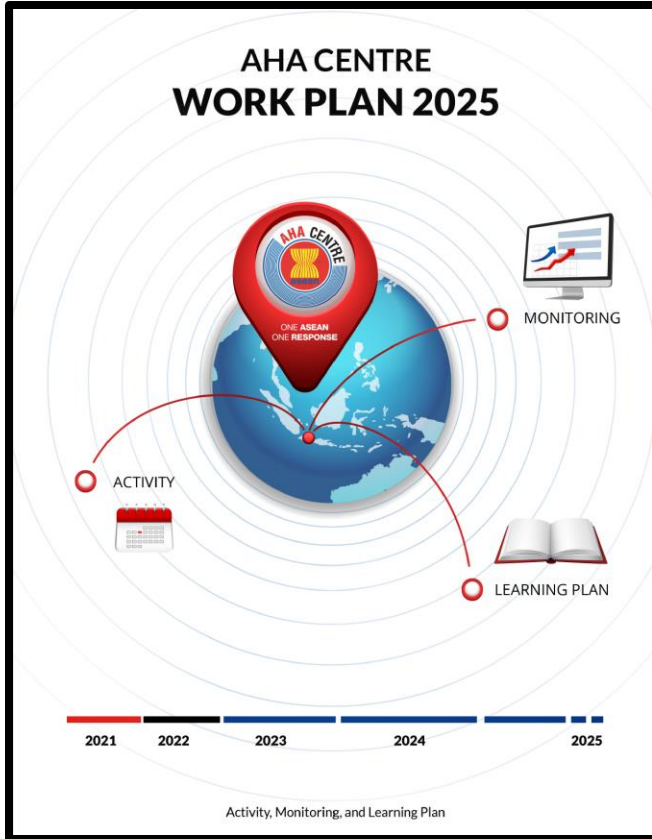 AHA CENTRE
WORK PLAN 2025
AHA CENTRE
asean
ONE ASEAN
ONE RESPONSE
MONITORING
ACTIVITY
LEARNING PLAN
2021
2022
2023
2024
2025
Activity, Monitoring, and Learning Plan